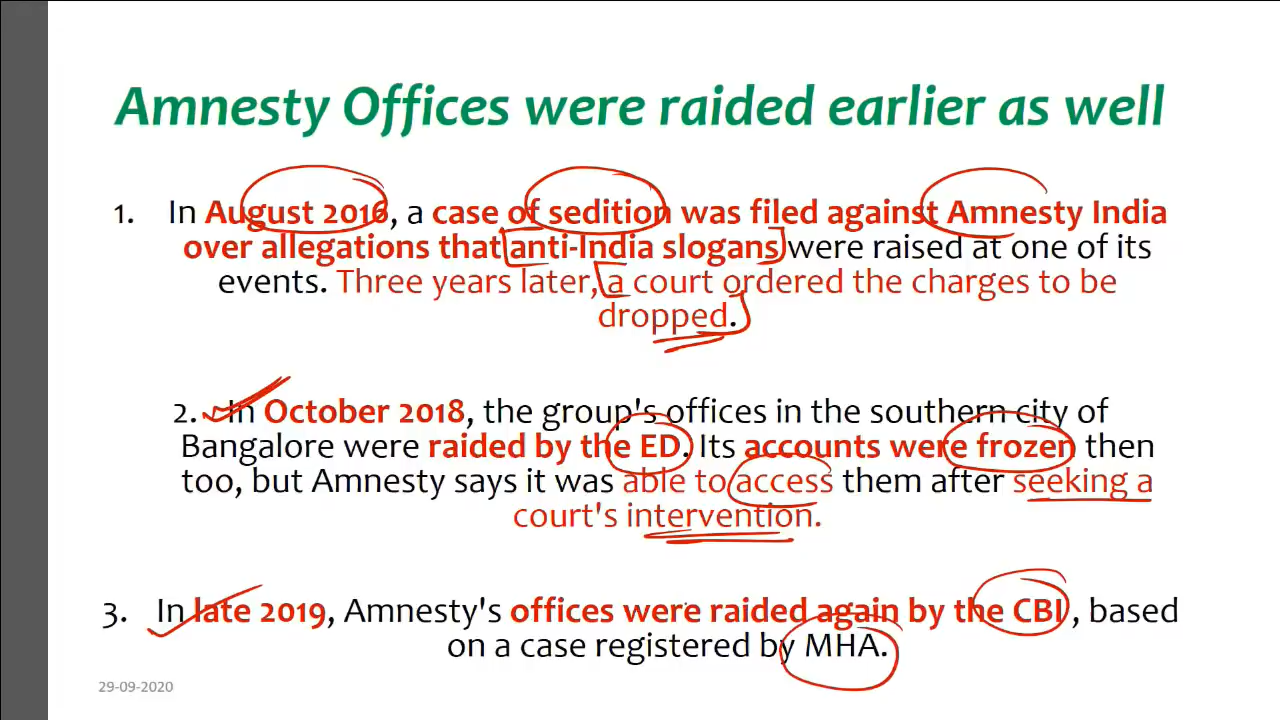 Amnesty Offices were raided earlier as well
1. In August 2016, a case of sedition was filed against Amnesty India
over allegations that anti-India slogans were raised at one of its
events. Three years later, a court ordered the charges to be
dropped.
2. In October 2018, the group's offices in the southern city of
Bangalore were raided by the ED. Its accounts were frozen then
too, but Amnesty says it was able to access them after seeking a
court's intervention.
3. In late 2019, Amnesty's offices were raided again by the CBI, based
on a case registered by MHA.
29-09-2020